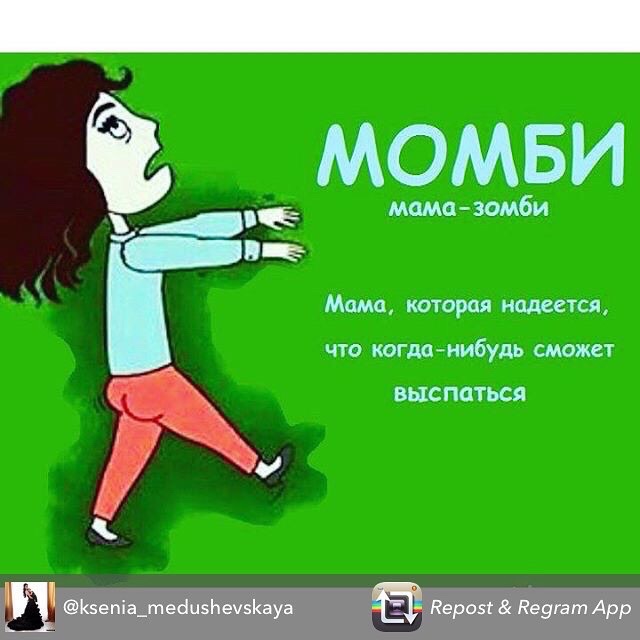 МОМБИ
мама-зомби
Мама, которая надеется,
что когда-нибудь сможет
выспаться
@ksenia_medushevskaya
Repost & Regram App